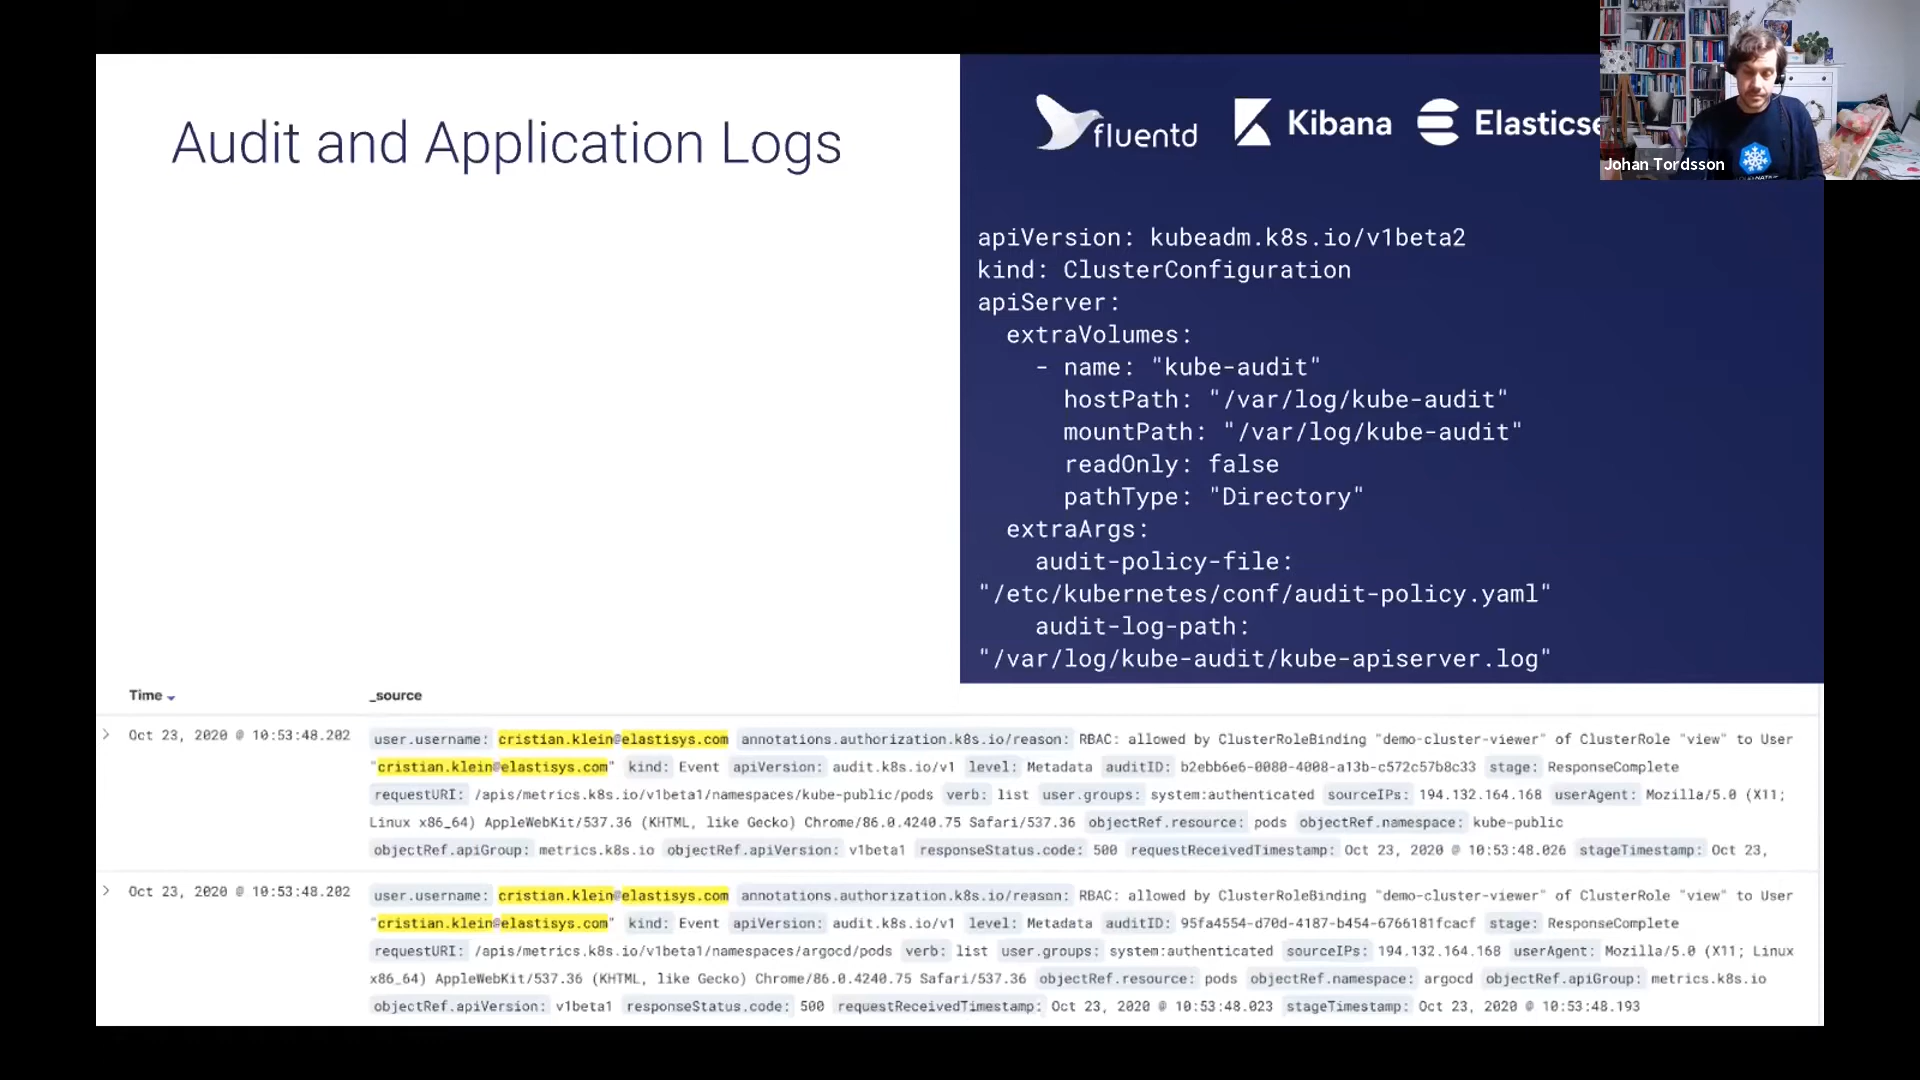 Audit and Application Logs
fluentd
Kibana
Johan Tordsson
apiVersion: kubeadm.k8s.io/v1beta2
kind: ClusterConfiguration
apiServer:
extraVolumes:
- name: "kube-audit"
hostPath: "/var/log/kube-audit"
mountPath: "/var/log/kube-audit"
readOnly: false
pathType: "Directory"
extraArgs:
audit-policy-file:
"/etc/kubernetes/conf/audit-policy.yaml"
audit-log-path:
"/var/log/kube-audit/kube-apiserver.log"
Time _source
Oct 23, 2020 @ 10:53:48.202 user.username: cristian.klein@elastisys.com annotations.authorization.k8s.io/reason: RBAC: allowed by ClusterRoleBinding "demo-cluster-viewer" of ClusterRole "view" to User
"cristian.klein@elastisys.com" kind: Event apiVersion: audit.k8s.io/v1 level: Metadata auditID: b2ebb6e6-0080-4008-a13b-c572c57b8c33 stage: ResponseComplete
requestURI: /apis/metrics.k8s.io/v1beta1/namespaces/kube-public/pods verb: list user.groups: system:authenticated sourceIPs: 194.132.164.168 userAgent: Mozilla/5.0 (X11;
Linux x86_64) AppleWebKit/537.36 (KHTML, like Gecko) Chrome/86.0.4240.75 Safari/537.36 objectRef.resource: pods objectRef.namespace: kube-public
objectRef.apiGroup: metrics.k8s.io objectRef.apiVersion: v1beta1 responseStatus.code: 500 requestReceivedTimestamp: Oct 23, 2020 @ 10:53:48.026 stageTimestamp: Oct 23,
Oct 23, 2020 @ 10:53:48.202 user.username: cristian.klein@elastisys.com annotations.authorization.k8s.io/reason: RBAC: allowed by ClusterRoleBinding "demo-cluster-viewer" of ClusterRole "view" to User
"cristian.klein@elastisys.com" kind: Event apiVersion: audit.k8s.io/v1 level: Metadata auditID: 95fa4554-d70d-4187-b454-6766181fcacf stage: ResponseComplete
requestURI: /apis/metrics.k8s.io/v1beta1/namespaces/argocd/pods verb: list user.groups: system:authenticated sourceIPs: 194.132.164.168 userAgent: Mozilla/5.0 (X11; Linux
x86_64) AppleWebKit/537.36 (KHTML, like Gecko) Chrome/86.0.4240.75 Safari/537.36 objectRef.resource: pods objectRef.namespace: argocd objectRef.apiGroup: metrics.k8s.io
objectRef.apiVersion: v1beta1 responseStatus.code: 500 requestReceivedTimestamp: Oct 23, 2020 @ 10:53:48.023 stageTimestamp: Oct 23, 2020 @ 10:53:48.193